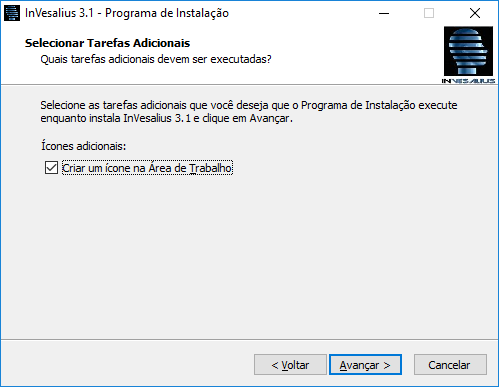 InVesalius 3.1 - Programa de Instalação
Selecionar Tarefas Adicionais
Quais tarefas adicionais devem ser executadas?
INVESALIUS
Selecione as tarefas adicionais que você deseja que o Programa de Instalação execute
enquanto instala InVesalius 3.1 e clique em Avançar.
Ícones adicionais:
Criar um ícone na Área de Trabalho
< Voltar
Avançar >
Cancelar